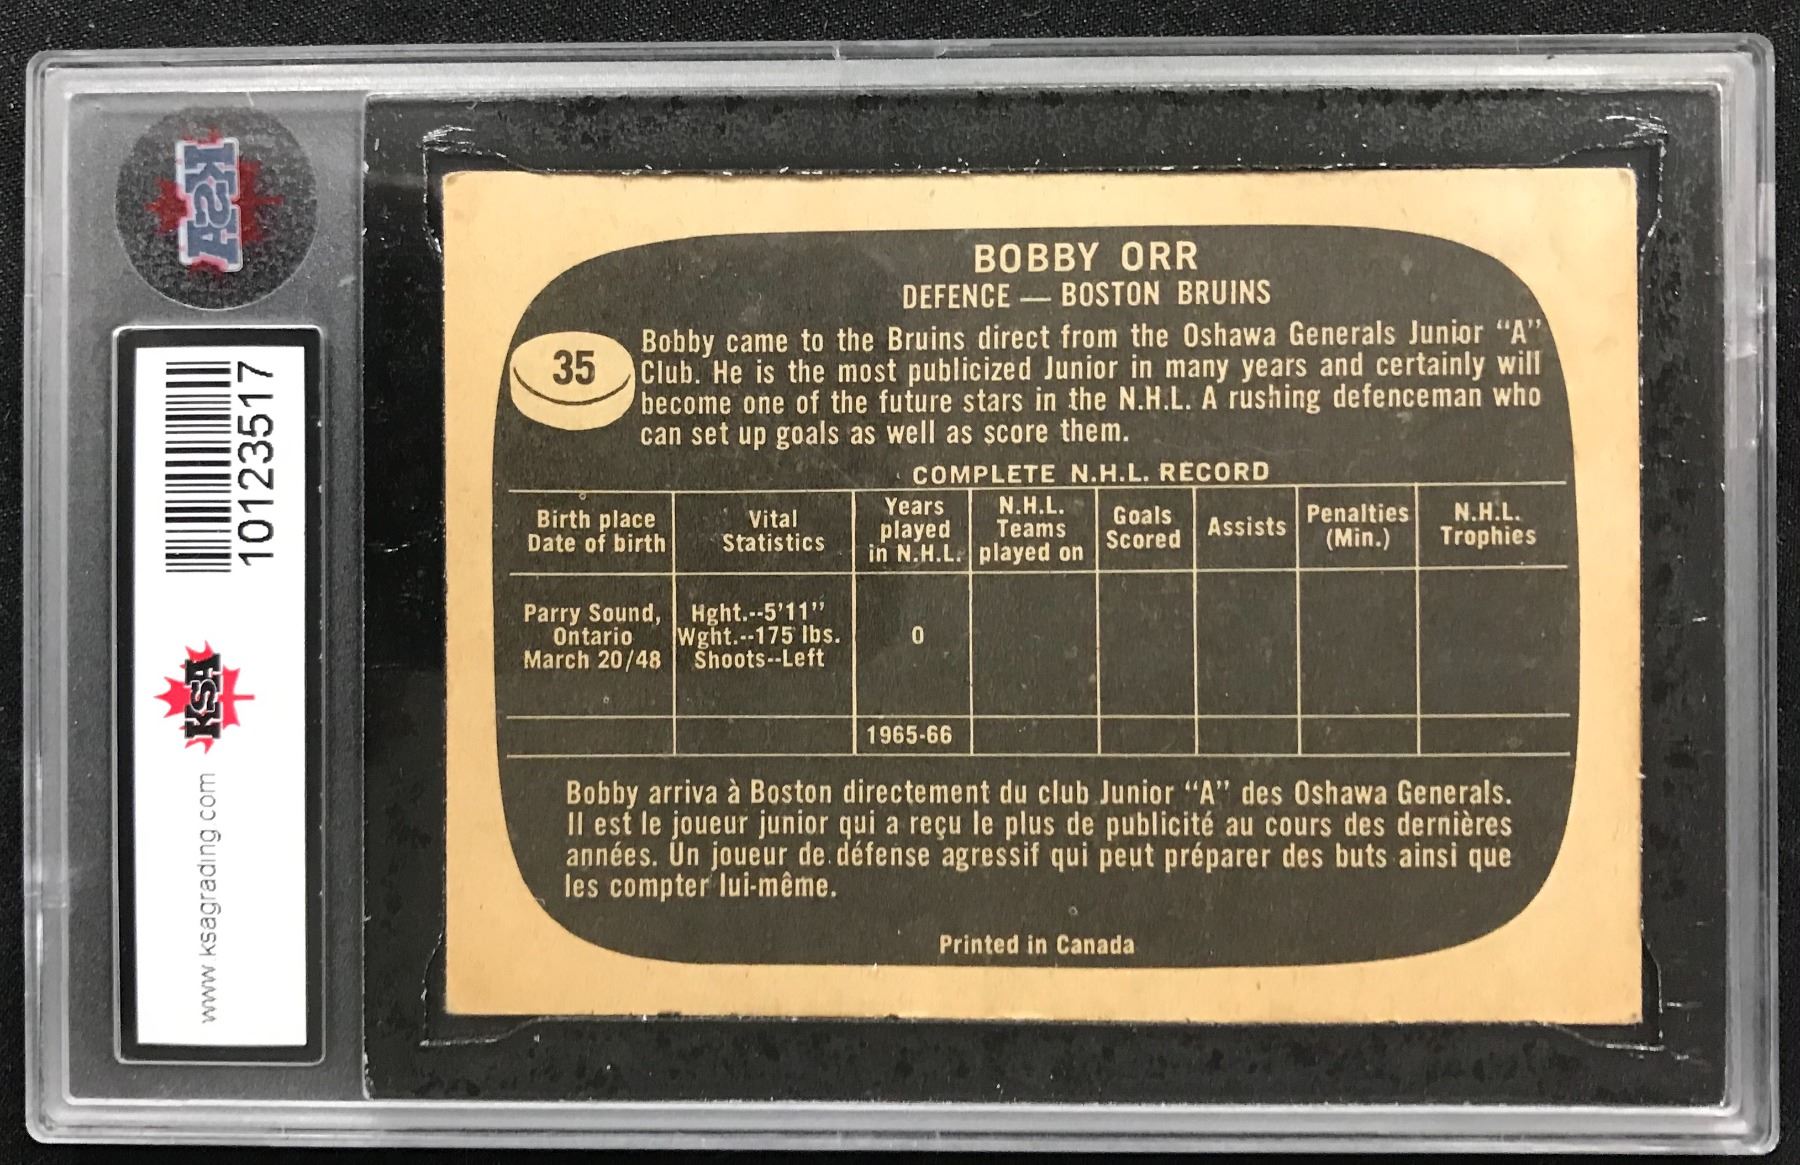 KSA
10123517
KSA
www.ksagrading.com
BOBBY ORR
DEFENCE — BOSTON BRUINS
35
Bobby came to the Bruins direct from the Oshawa Generals Junior “A”
Club. He is the most publicized Junior in many years and certainly will
become one of the future stars in the N.H.L. A rushing defenceman who
can set up goals as well as score them.
COMPLETE N.H.L. RECORD
Birth place
Date of birth
Vital
Statistics
Years
played
in N.H.L.
N.H.L.
Teams
played on
Goals
Scored
Assists
Penalties
(Min.)
N.H.L.
Trophies
Parry Sound,
Ontario
March 20/48
Hght.--5'11”
Wght.--175 lbs.
Shoots--Left
0
1965-66
Bobby arriva à Boston directement du club Junior “A” des Oshawa Generals.
Il est le joueur junior qui a reçu le plus de publicité au cours des dernières
années. Un joueur de défense agressif qui peut préparer des buts ainsi que
les compter lui-même.
Printed in Canada